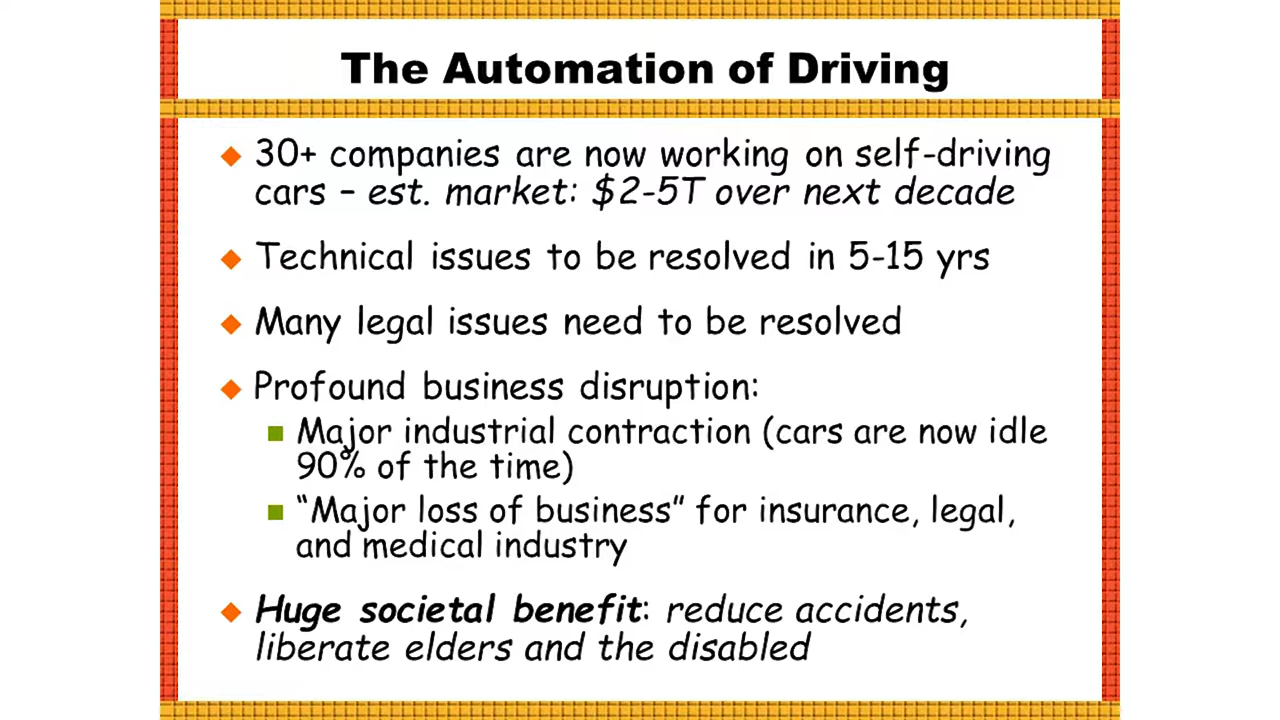 The Automation of Driving
30+ companies are now working on self-driving
cars – est. market: $2-5T over next decade
Technical issues to be resolved in 5-15 yrs
Many legal issues need to be resolved
Profound business disruption:
Major industrial contraction (cars are now idle
90% of the time)
“Major loss of business” for insurance, legal,
and medical industry
Huge societal benefit: reduce accidents,
liberate elders and the disabled